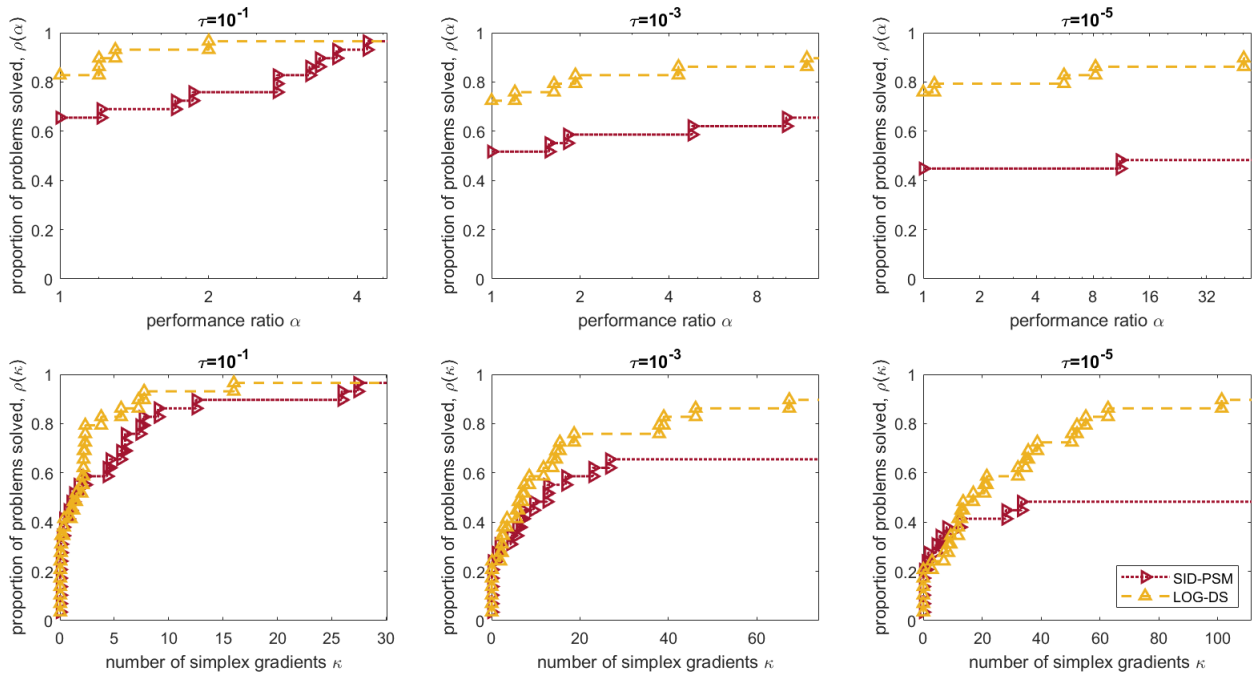 τ=10⁻¹
proportion of problems solved, ρ(α)
1
0.8
0.6
0.4
0.2
0
1 2 4
performance ratio α
τ=10⁻³
proportion of problems solved, ρ(α)
1
0.8
0.6
0.4
0.2
0
1 2 4 8
performance ratio α
τ=10⁻⁵
proportion of problems solved, ρ(α)
1
0.8
0.6
0.4
0.2
0
1 2 4 8 16 32
performance ratio α
τ=10⁻¹
proportion of problems solved, ρ(κ)
1
0.8
0.6
0.4
0.2
0
0 5 10 15 20 25 30
number of simplex gradients κ
τ=10⁻³
proportion of problems solved, ρ(κ)
1
0.8
0.6
0.4
0.2
0
0 20 40 60
number of simplex gradients κ
τ=10⁻⁵
proportion of problems solved, ρ(κ)
1
0.8
0.6
0.4
0.2
0
0 20 40 60 80 100
number of simplex gradients κ
SID-PSM
LOG-DS